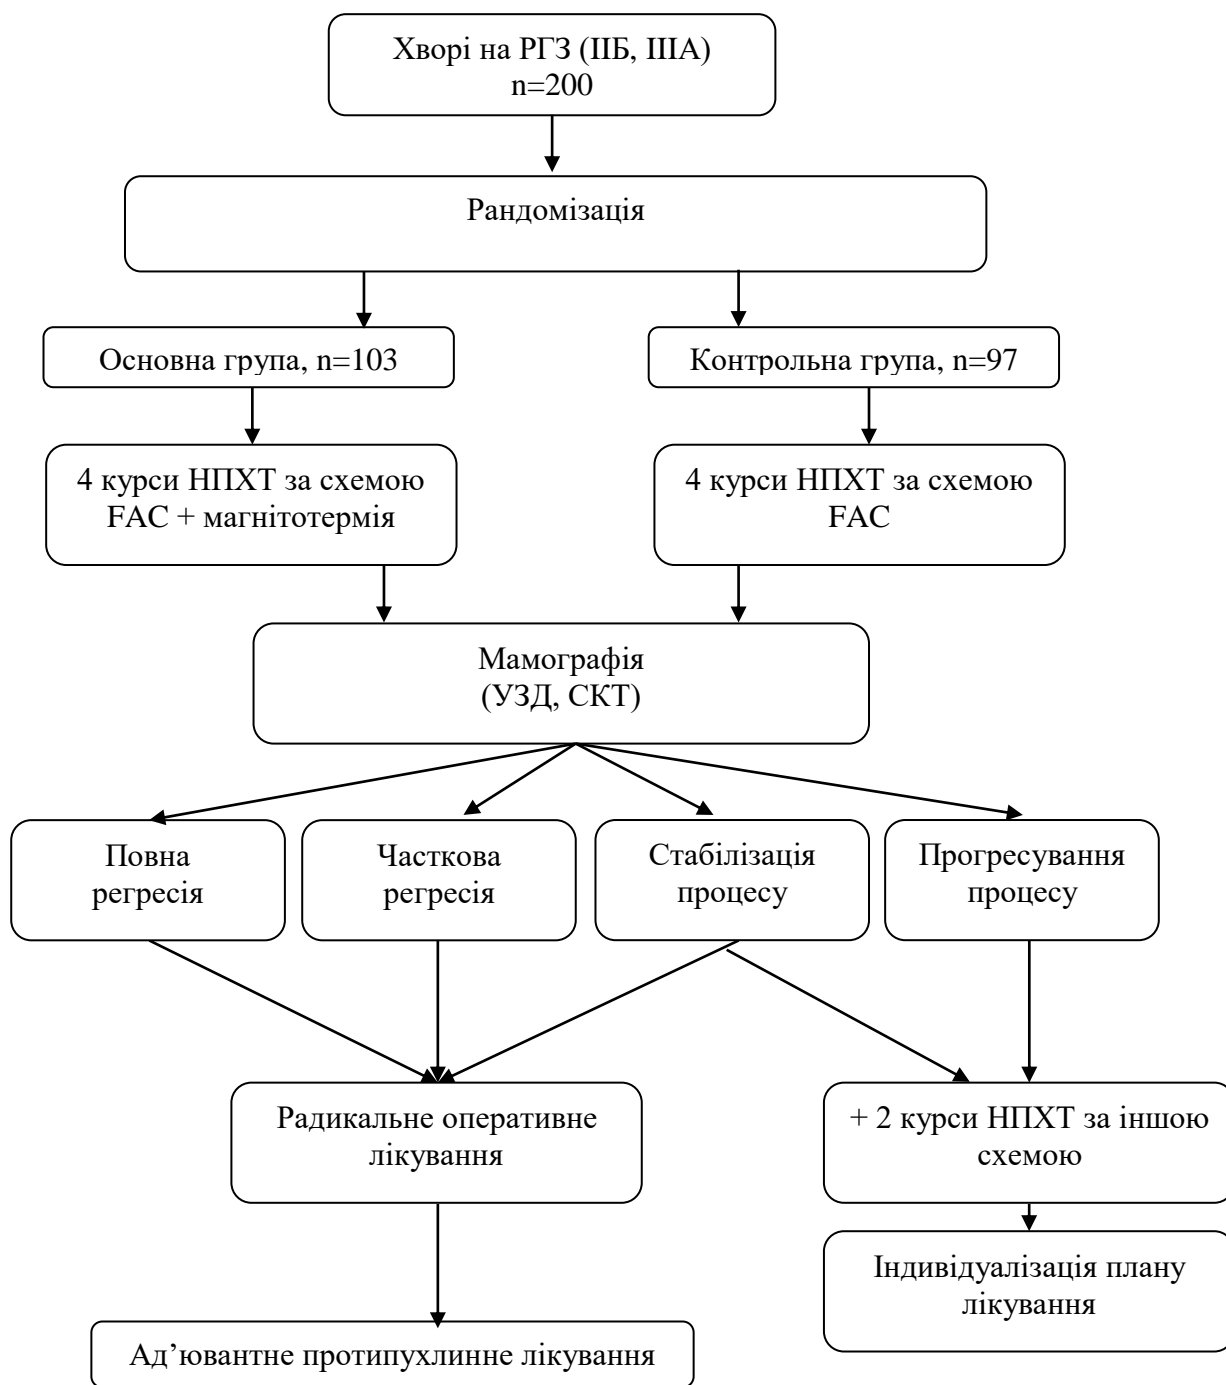 Хворі на РГЗ (ІІБ, ІІІА)
n=200
Рандомізація
Основна група, n=103
Контрольна група, n=97
4 курси НПХТ за схемою
FAC + магнітотермія
4 курси НПХТ за схемою
FAC
Мамографія
(УЗД, СКТ)
Повна
регресія
Часткова
регресія
Стабілізація
процесу
Прогресування
процесу
Радикальне оперативне
лікування
+ 2 курси НПХТ за іншою
схемою
Індивідуалізація плану
лікування
Ад’ювантне протипухлинне лікування